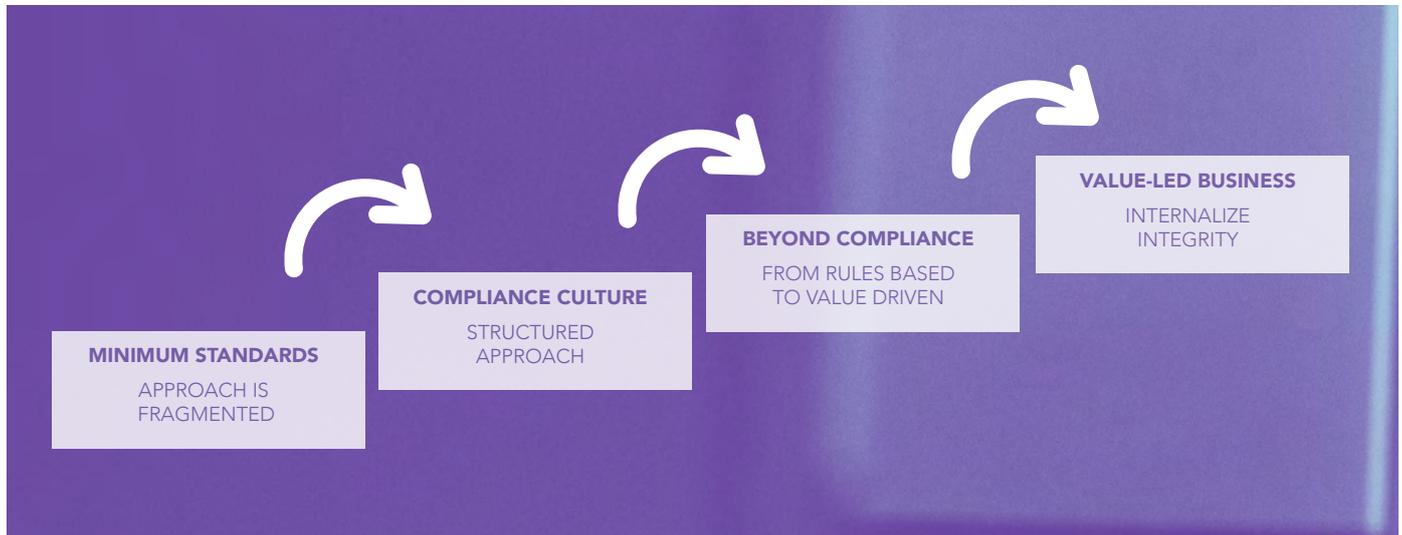 MINIMUM STANDARDS
APPROACH IS
FRAGMENTED
COMPLIANCE CULTURE
STRUCTURED
APPROACH
BEYOND COMPLIANCE
FROM RULES BASED
TO VALUE DRIVEN
VALUE-LED BUSINESS
INTERNALIZE
INTEGRITY